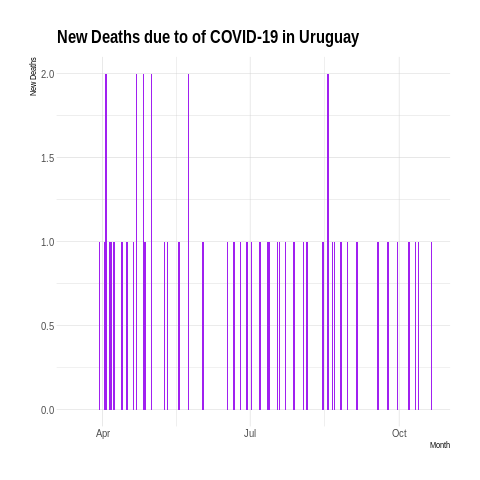 New Deaths due to of COVID-19 in Uruguay
New Deaths
2.0
1.5
1.0
0.5
0.0
Apr
Jul
Oct
Month